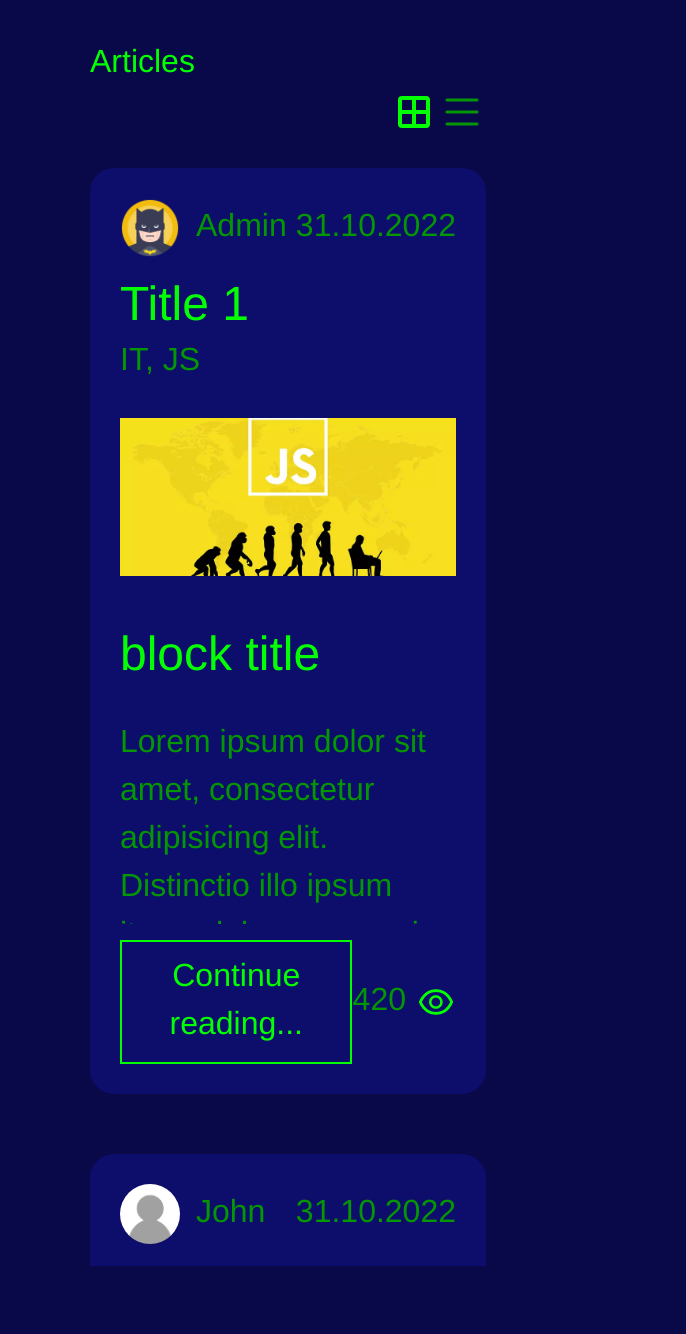 Articles
Admin 31.10.2022
Title 1
IT, JS
JS
block title
Lorem ipsum dolor sit
amet, consectetur
adipisicing elit.
Distinctio illo ipsum
Continue
reading...
420
John 31.10.2022